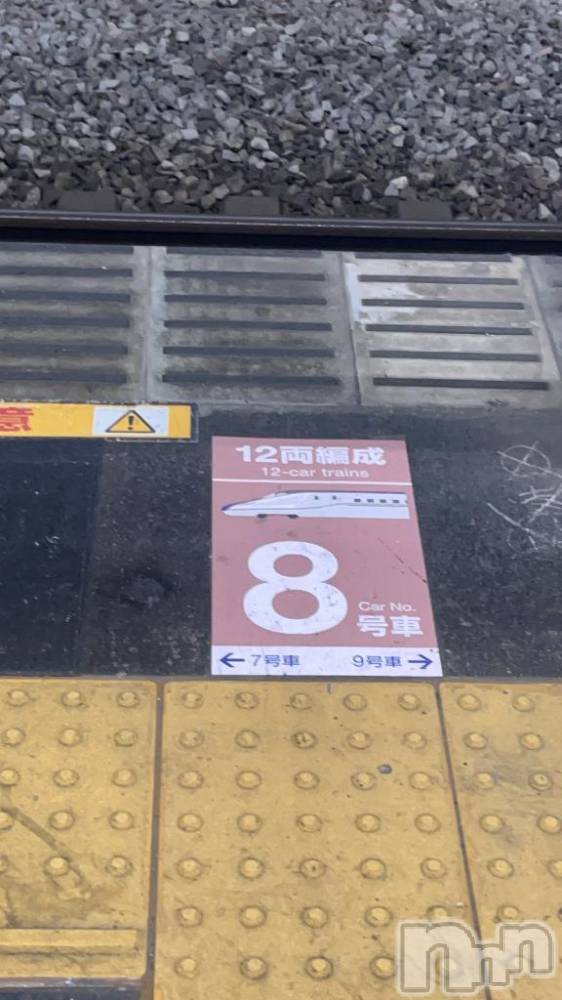 意
12両編成
12-car trains
8
Car No.
号車
← 7号車 9号車 →
nnn